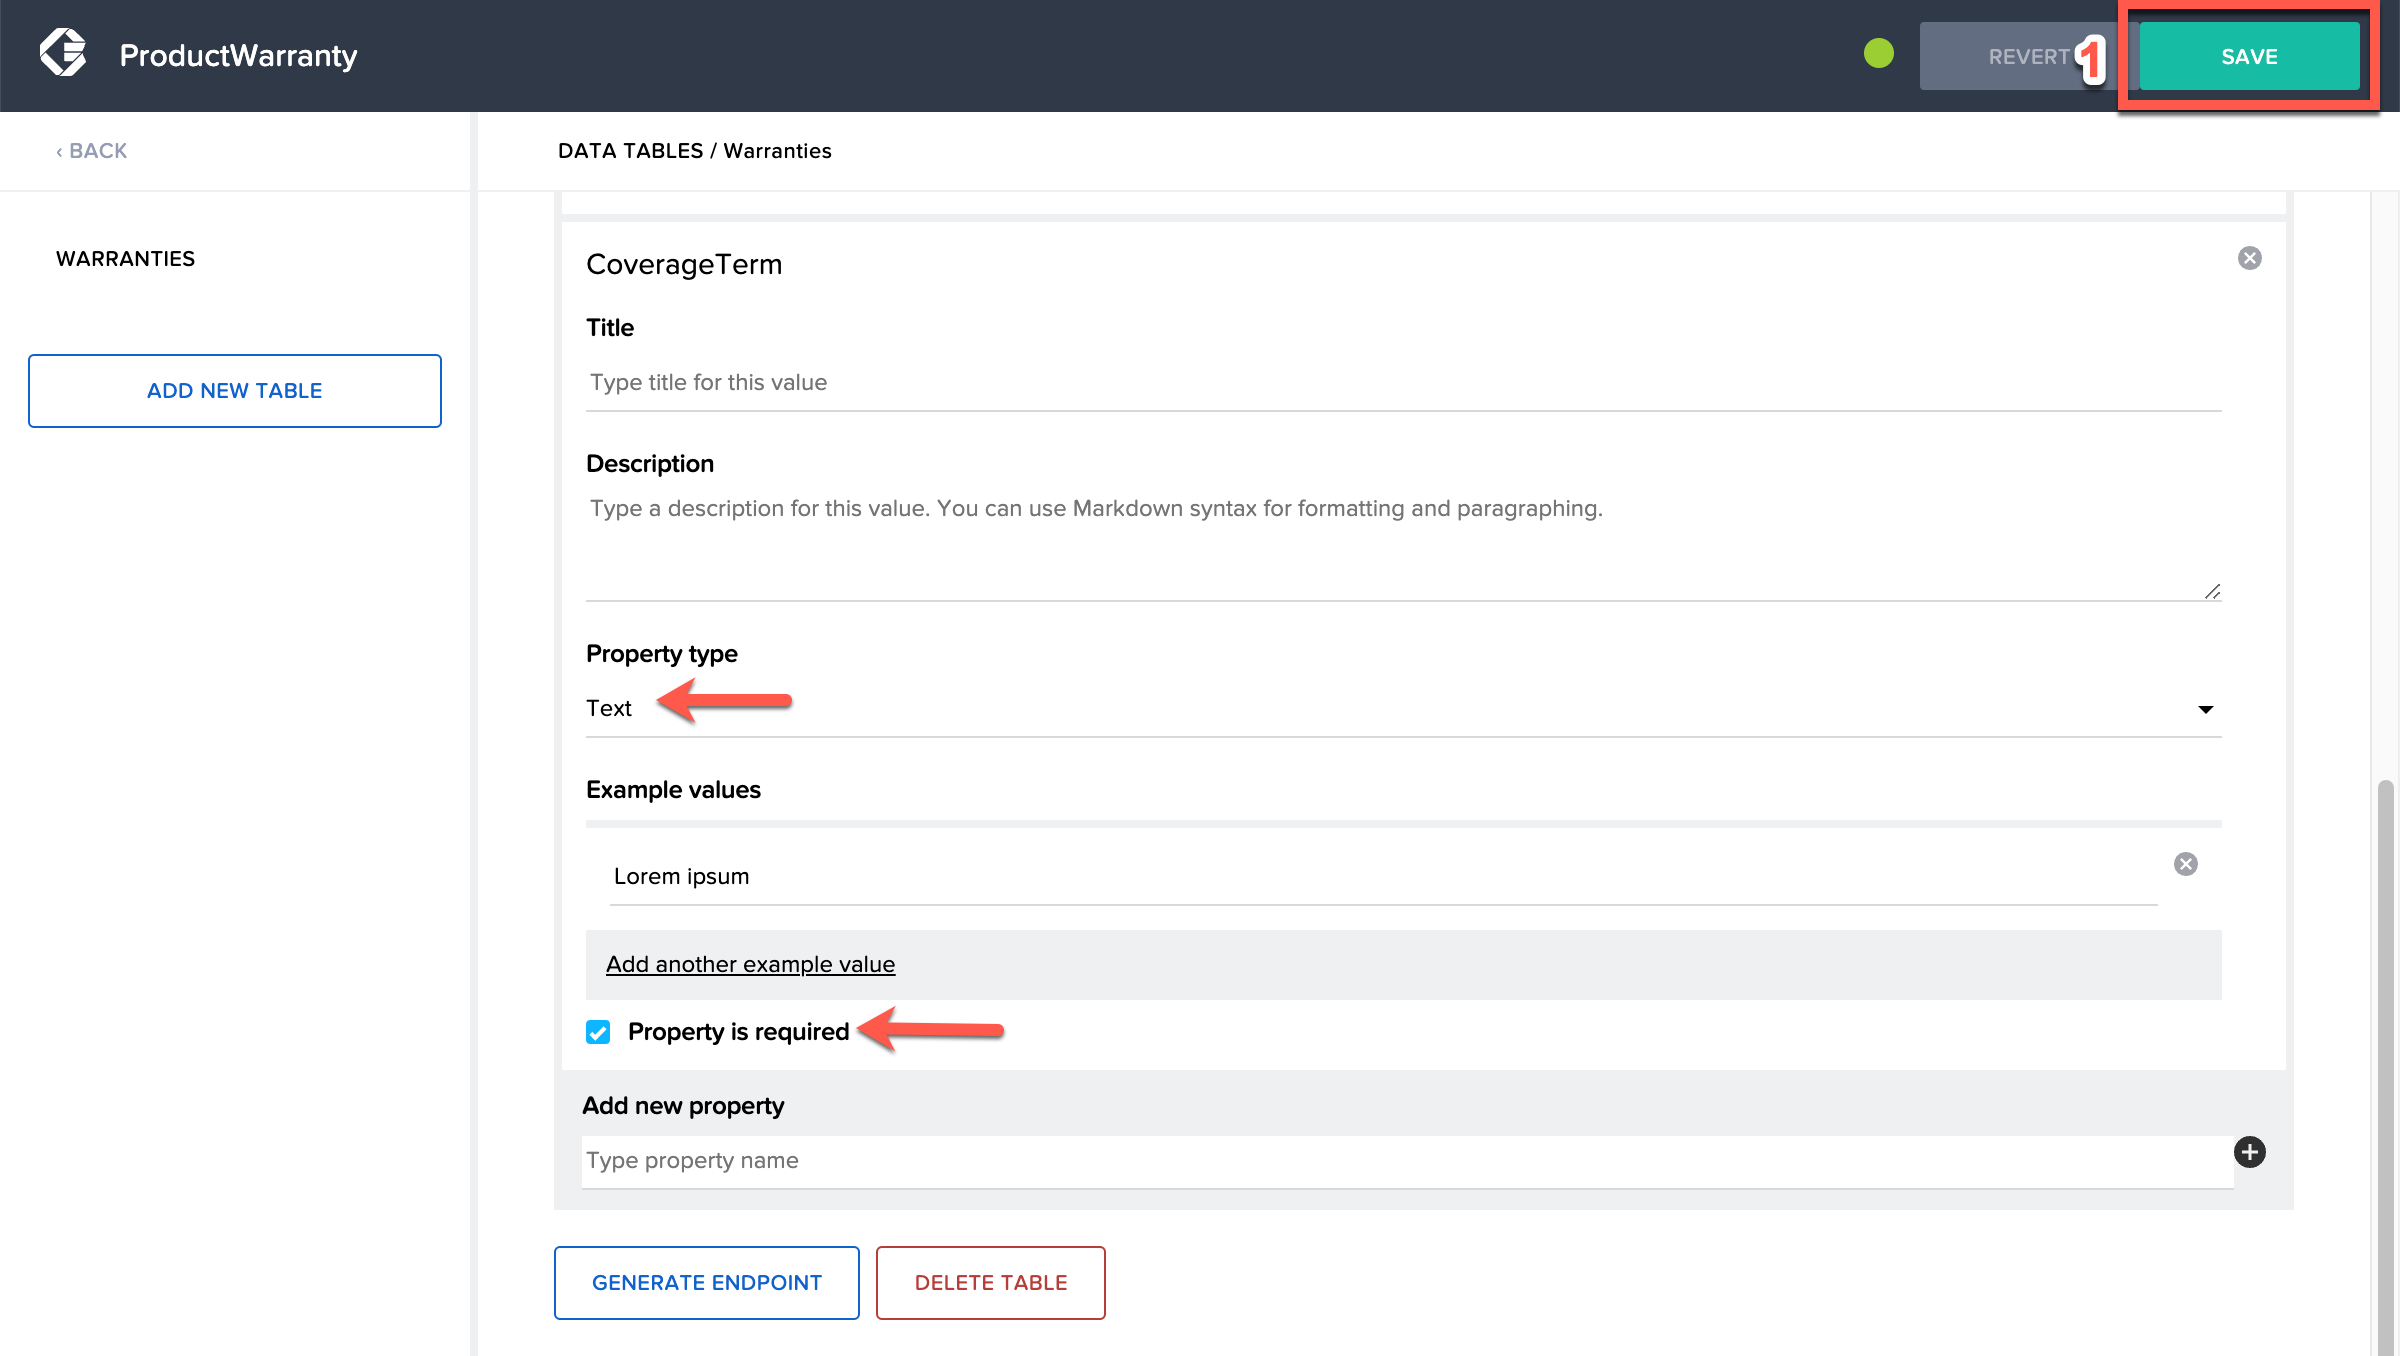 ProductWarranty
REVERT
1
SAVE
‹ BACK
DATA TABLES / Warranties
WARRANTIES
ADD NEW TABLE
CoverageTerm
Title
Type title for this value
Description
Type a description for this value. You can use Markdown syntax for formatting and paragraphing.
Property type
Text
Example values
Lorem ipsum
Add another example value
Property is required
Add new property
Type property name
GENERATE ENDPOINT
DELETE TABLE